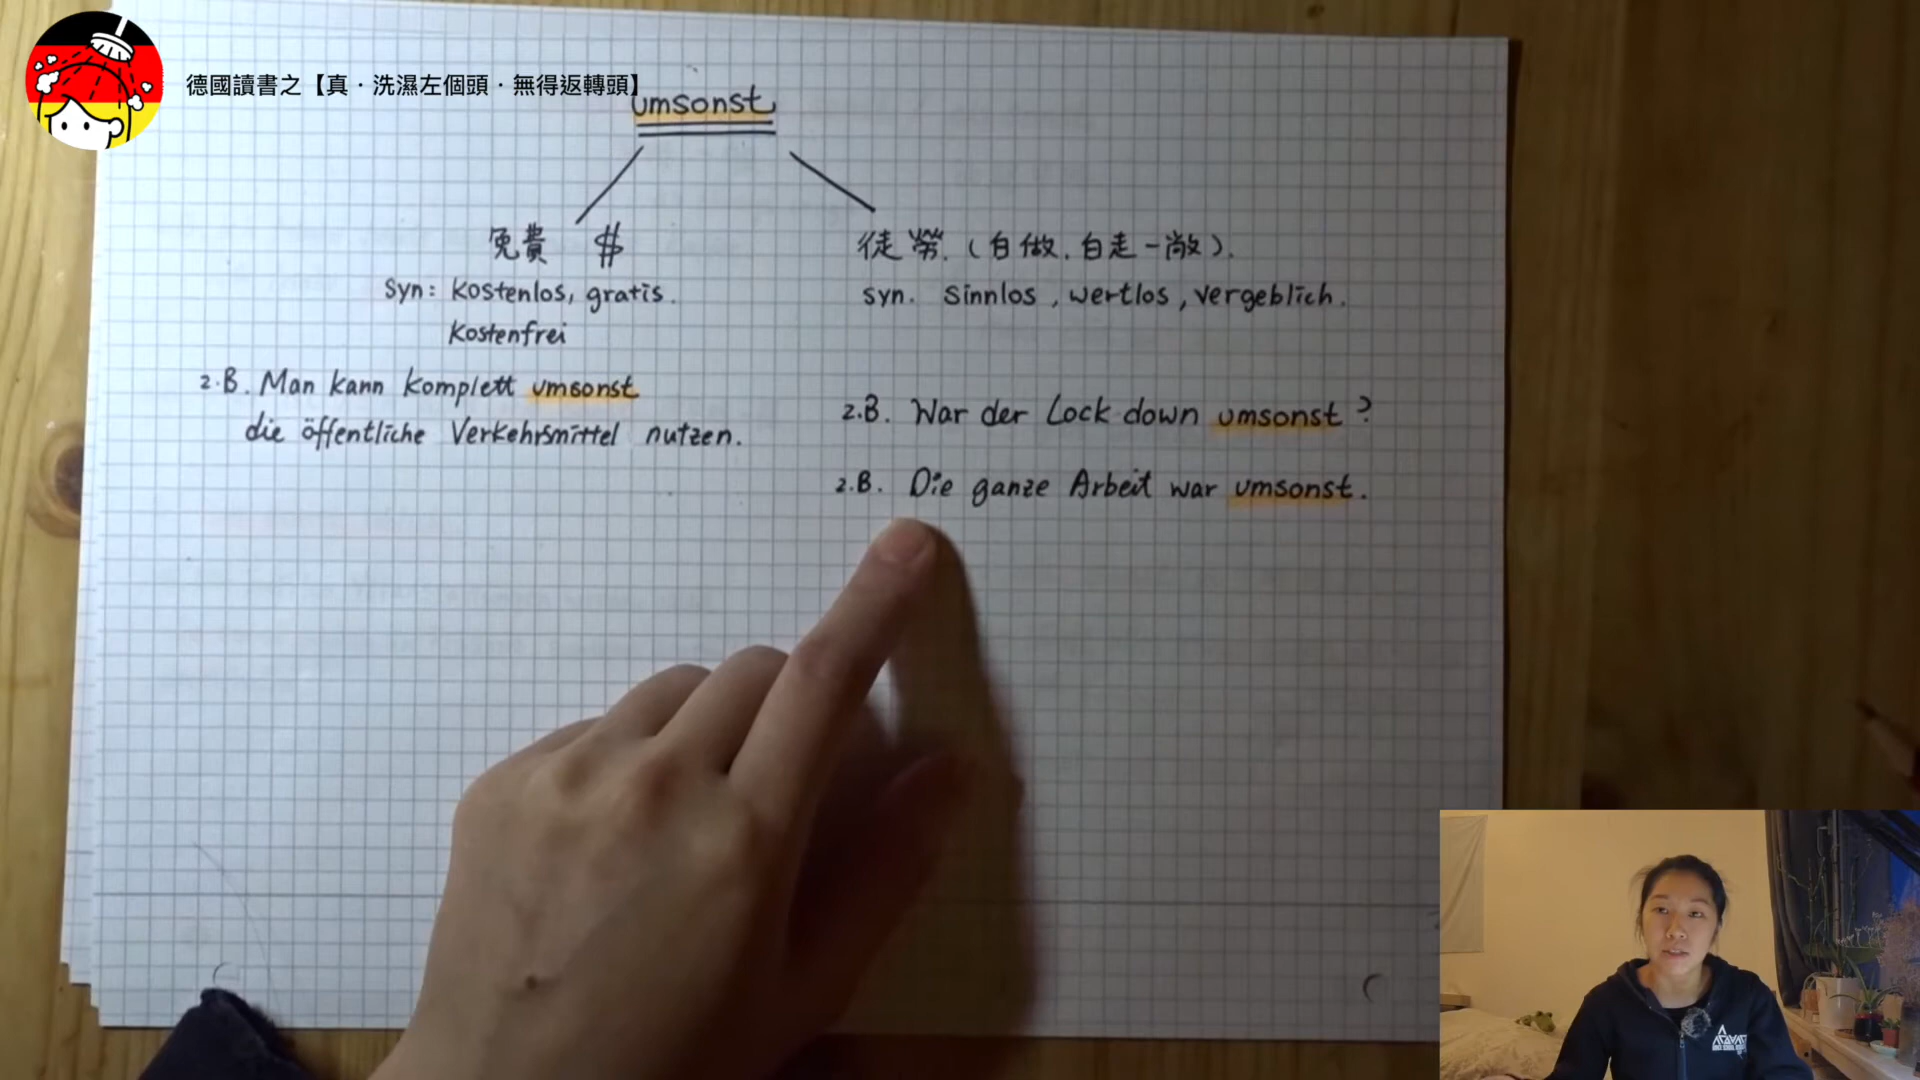 德國讀書之【真．洗濕左個頭．無得返轉頭】
umsonst
免費 $
Syn: kostenlos, gratis.
kostenfrei
z.B. Man kann komplett umsonst
die öffentliche Verkehrsmittel nutzen.
徒勞.(白做.白走一趟).
syn. sinnlos, wertlos, vergeblich.
z.B. War der Lock down umsonst?
z.B. Die ganze Arbeit war umsonst.